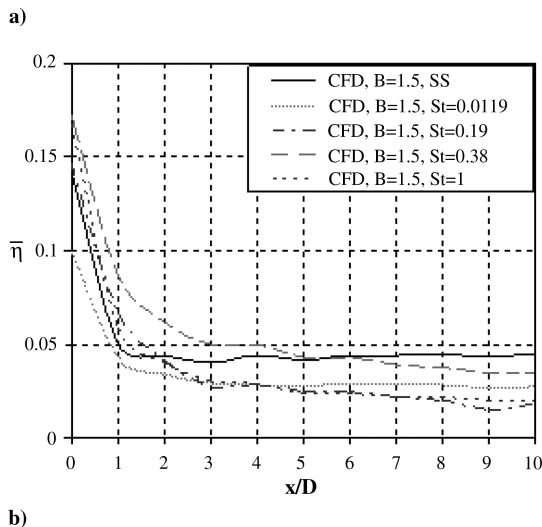 a)
0.2
CFD, B=1.5, SS
CFD, B=1.5, St=0.0119
CFD, B=1.5, St=0.19
CFD, B=1.5, St=0.38
CFD, B=1.5, St=1
0.15
η̅
0.1
0.05
0
0 1 2 3 4 5 6 7 8 9 10
x/D
b)